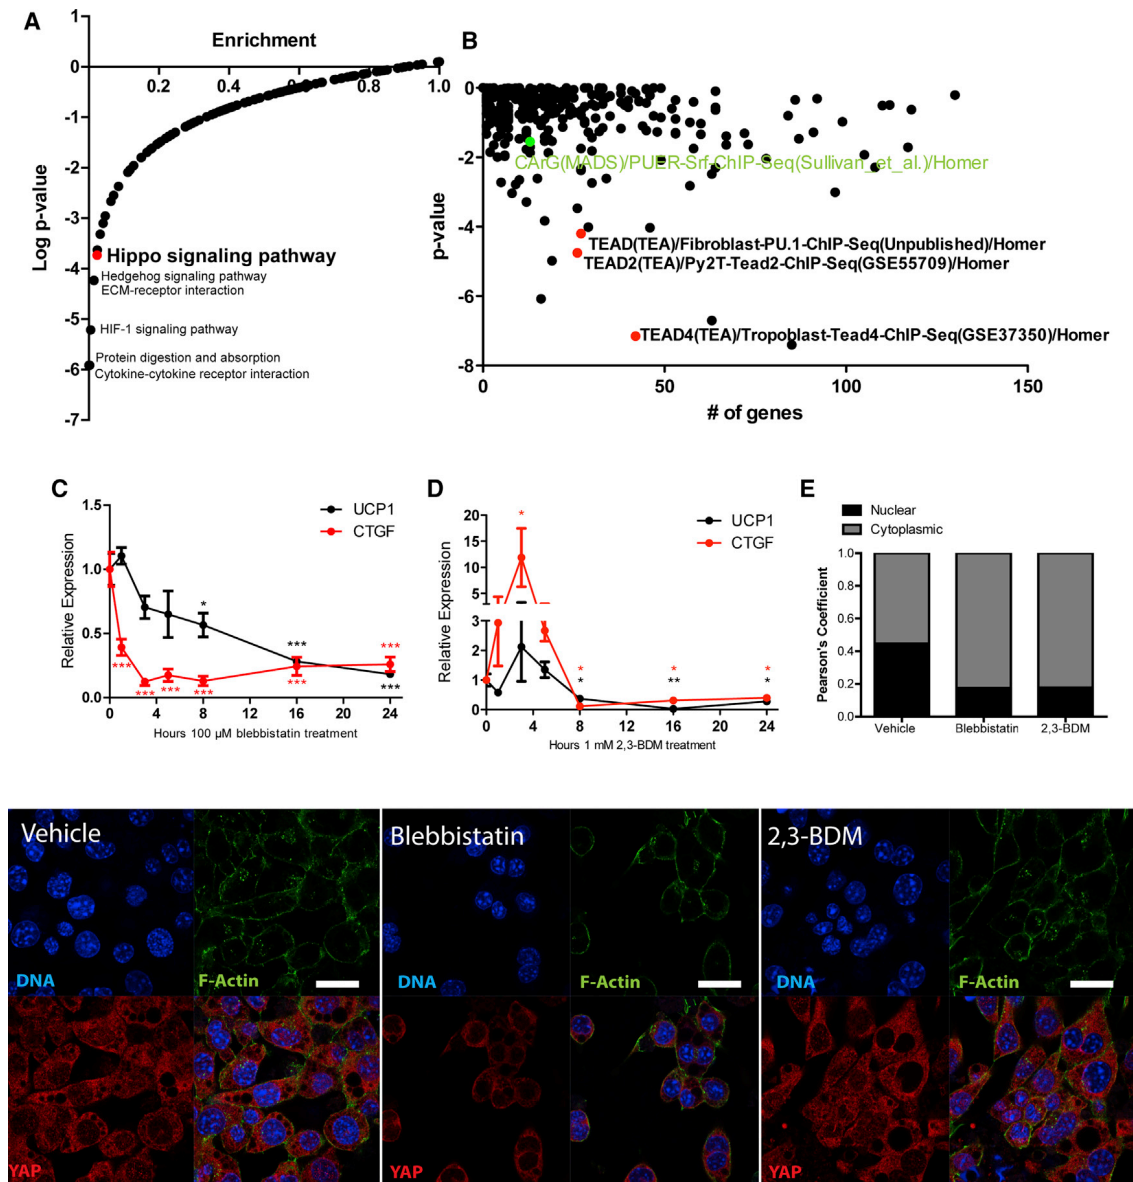 A
Enrichment
1
0
-1
-2
-3
-4
-5
-6
-7
0.2 0.4 0.6 0.8 1.0
Log p-value
Hippo signaling pathway
Hedgehog signaling pathway
ECM-receptor interaction
HIF-1 signaling pathway
Protein digestion and absorption
Cytokine-cytokine receptor interaction
B
0
-2
-4
-6
-8
p-value
CArG(MADS)/PUER-Srf-ChIP-Seq(Sullivan_et_al.)/Homer
TEAD(TEA)/Fibroblast-PU.1-ChIP-Seq(Unpublished)/Homer
TEAD2(TEA)/Py2T-Tead2-ChIP-Seq(GSE55709)/Homer
TEAD4(TEA)/Tropoblast-Tead4-ChIP-Seq(GSE37350)/Homer
0 50 100 150
# of genes
C
UCP1
CTGF
1.5
1.0
0.5
0.0
Relative Expression
*
***
***
***
***
***
***
***
***
0 4 8 12 16 20 24
Hours 100 µM blebbistatin treatment
D
UCP1
CTGF
20
15
10
5
3
2
1
0
Relative Expression
*
* * *
* ** *
0 4 8 12 16 20 24
Hours 1 mM 2,3-BDM treatment
E
Nuclear
Cytoplasmic
1.0
0.8
0.6
0.4
0.2
0.0
Pearson's Coefficient
Vehicle Blebbistatin 2,3-BDM
Vehicle
DNA
F-Actin
YAP
Blebbistatin
DNA
F-Actin
YAP
2,3-BDM
DNA
F-Actin
YAP